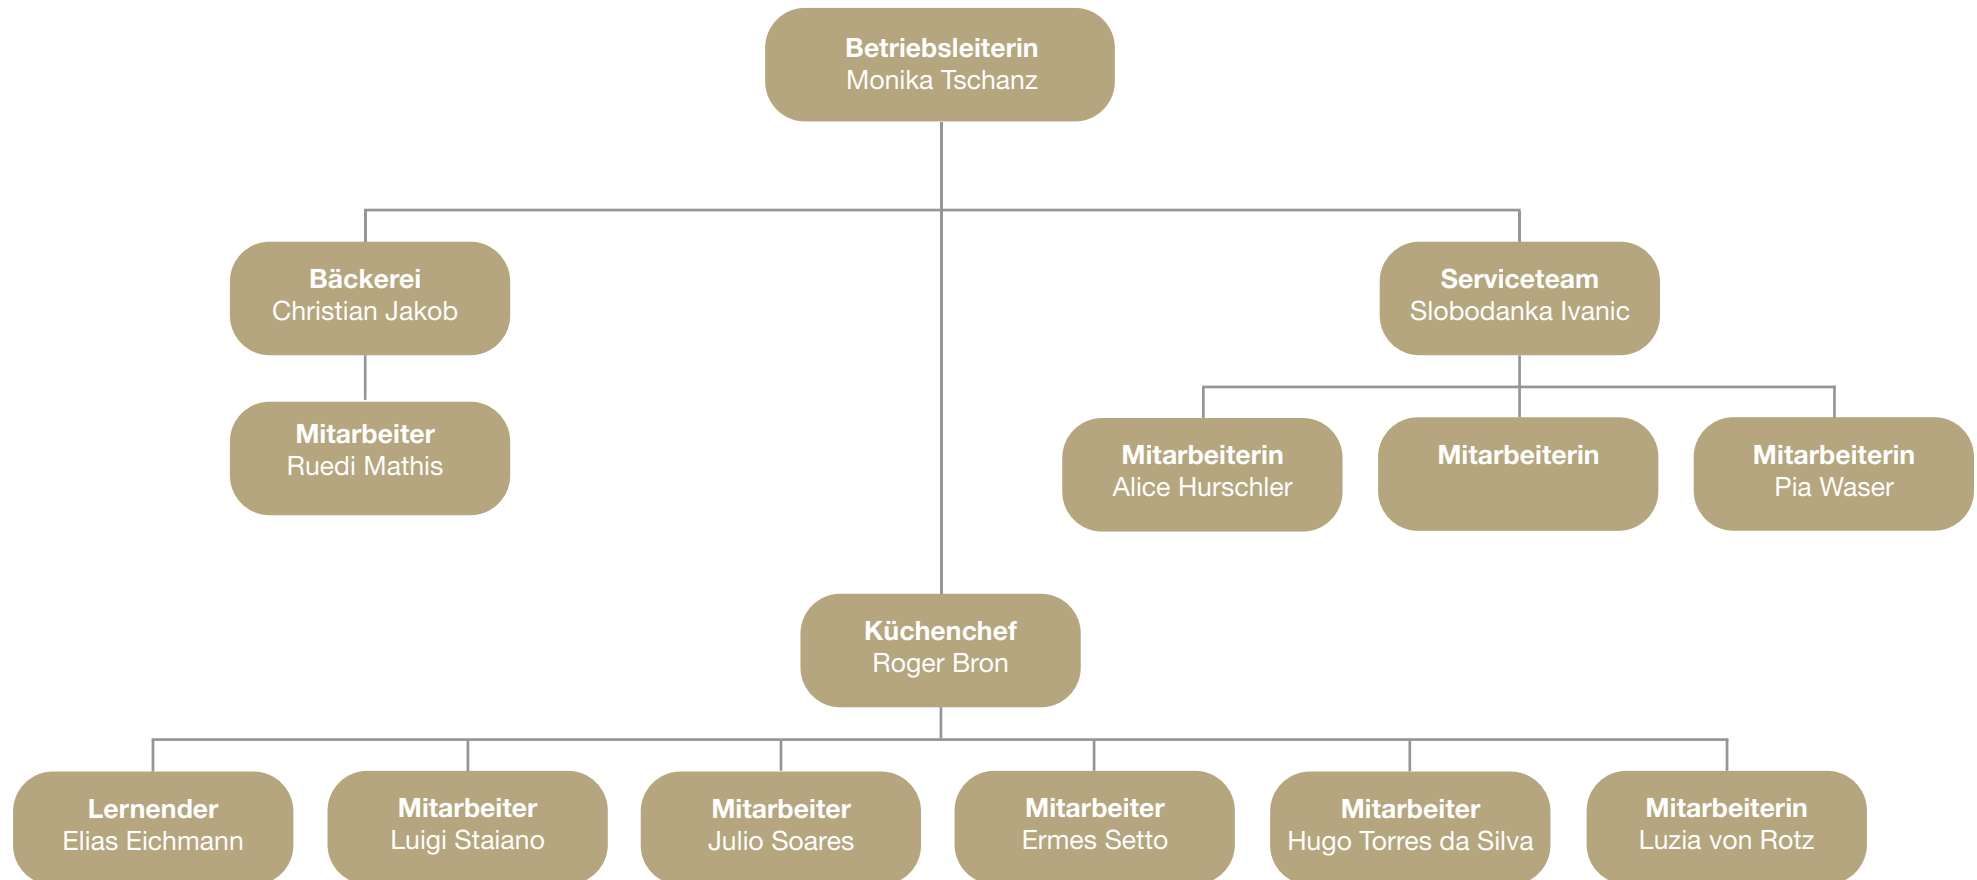 Betriebsleiterin
Monika Tschanz
Bäckerei
Christian Jakob
Serviceteam
Slobodanka Ivanic
Mitarbeiter
Ruedi Mathis
Mitarbeiterin
Alice Hurschler
Mitarbeiterin
Mitarbeiterin
Pia Waser
Küchenchef
Roger Bron
Lernender
Elias Eichmann
Mitarbeiter
Luigi Staiano
Mitarbeiter
Julio Soares
Mitarbeiter
Ermes Setto
Mitarbeiter
Hugo Torres da Silva
Mitarbeiterin
Luzia von Rotz